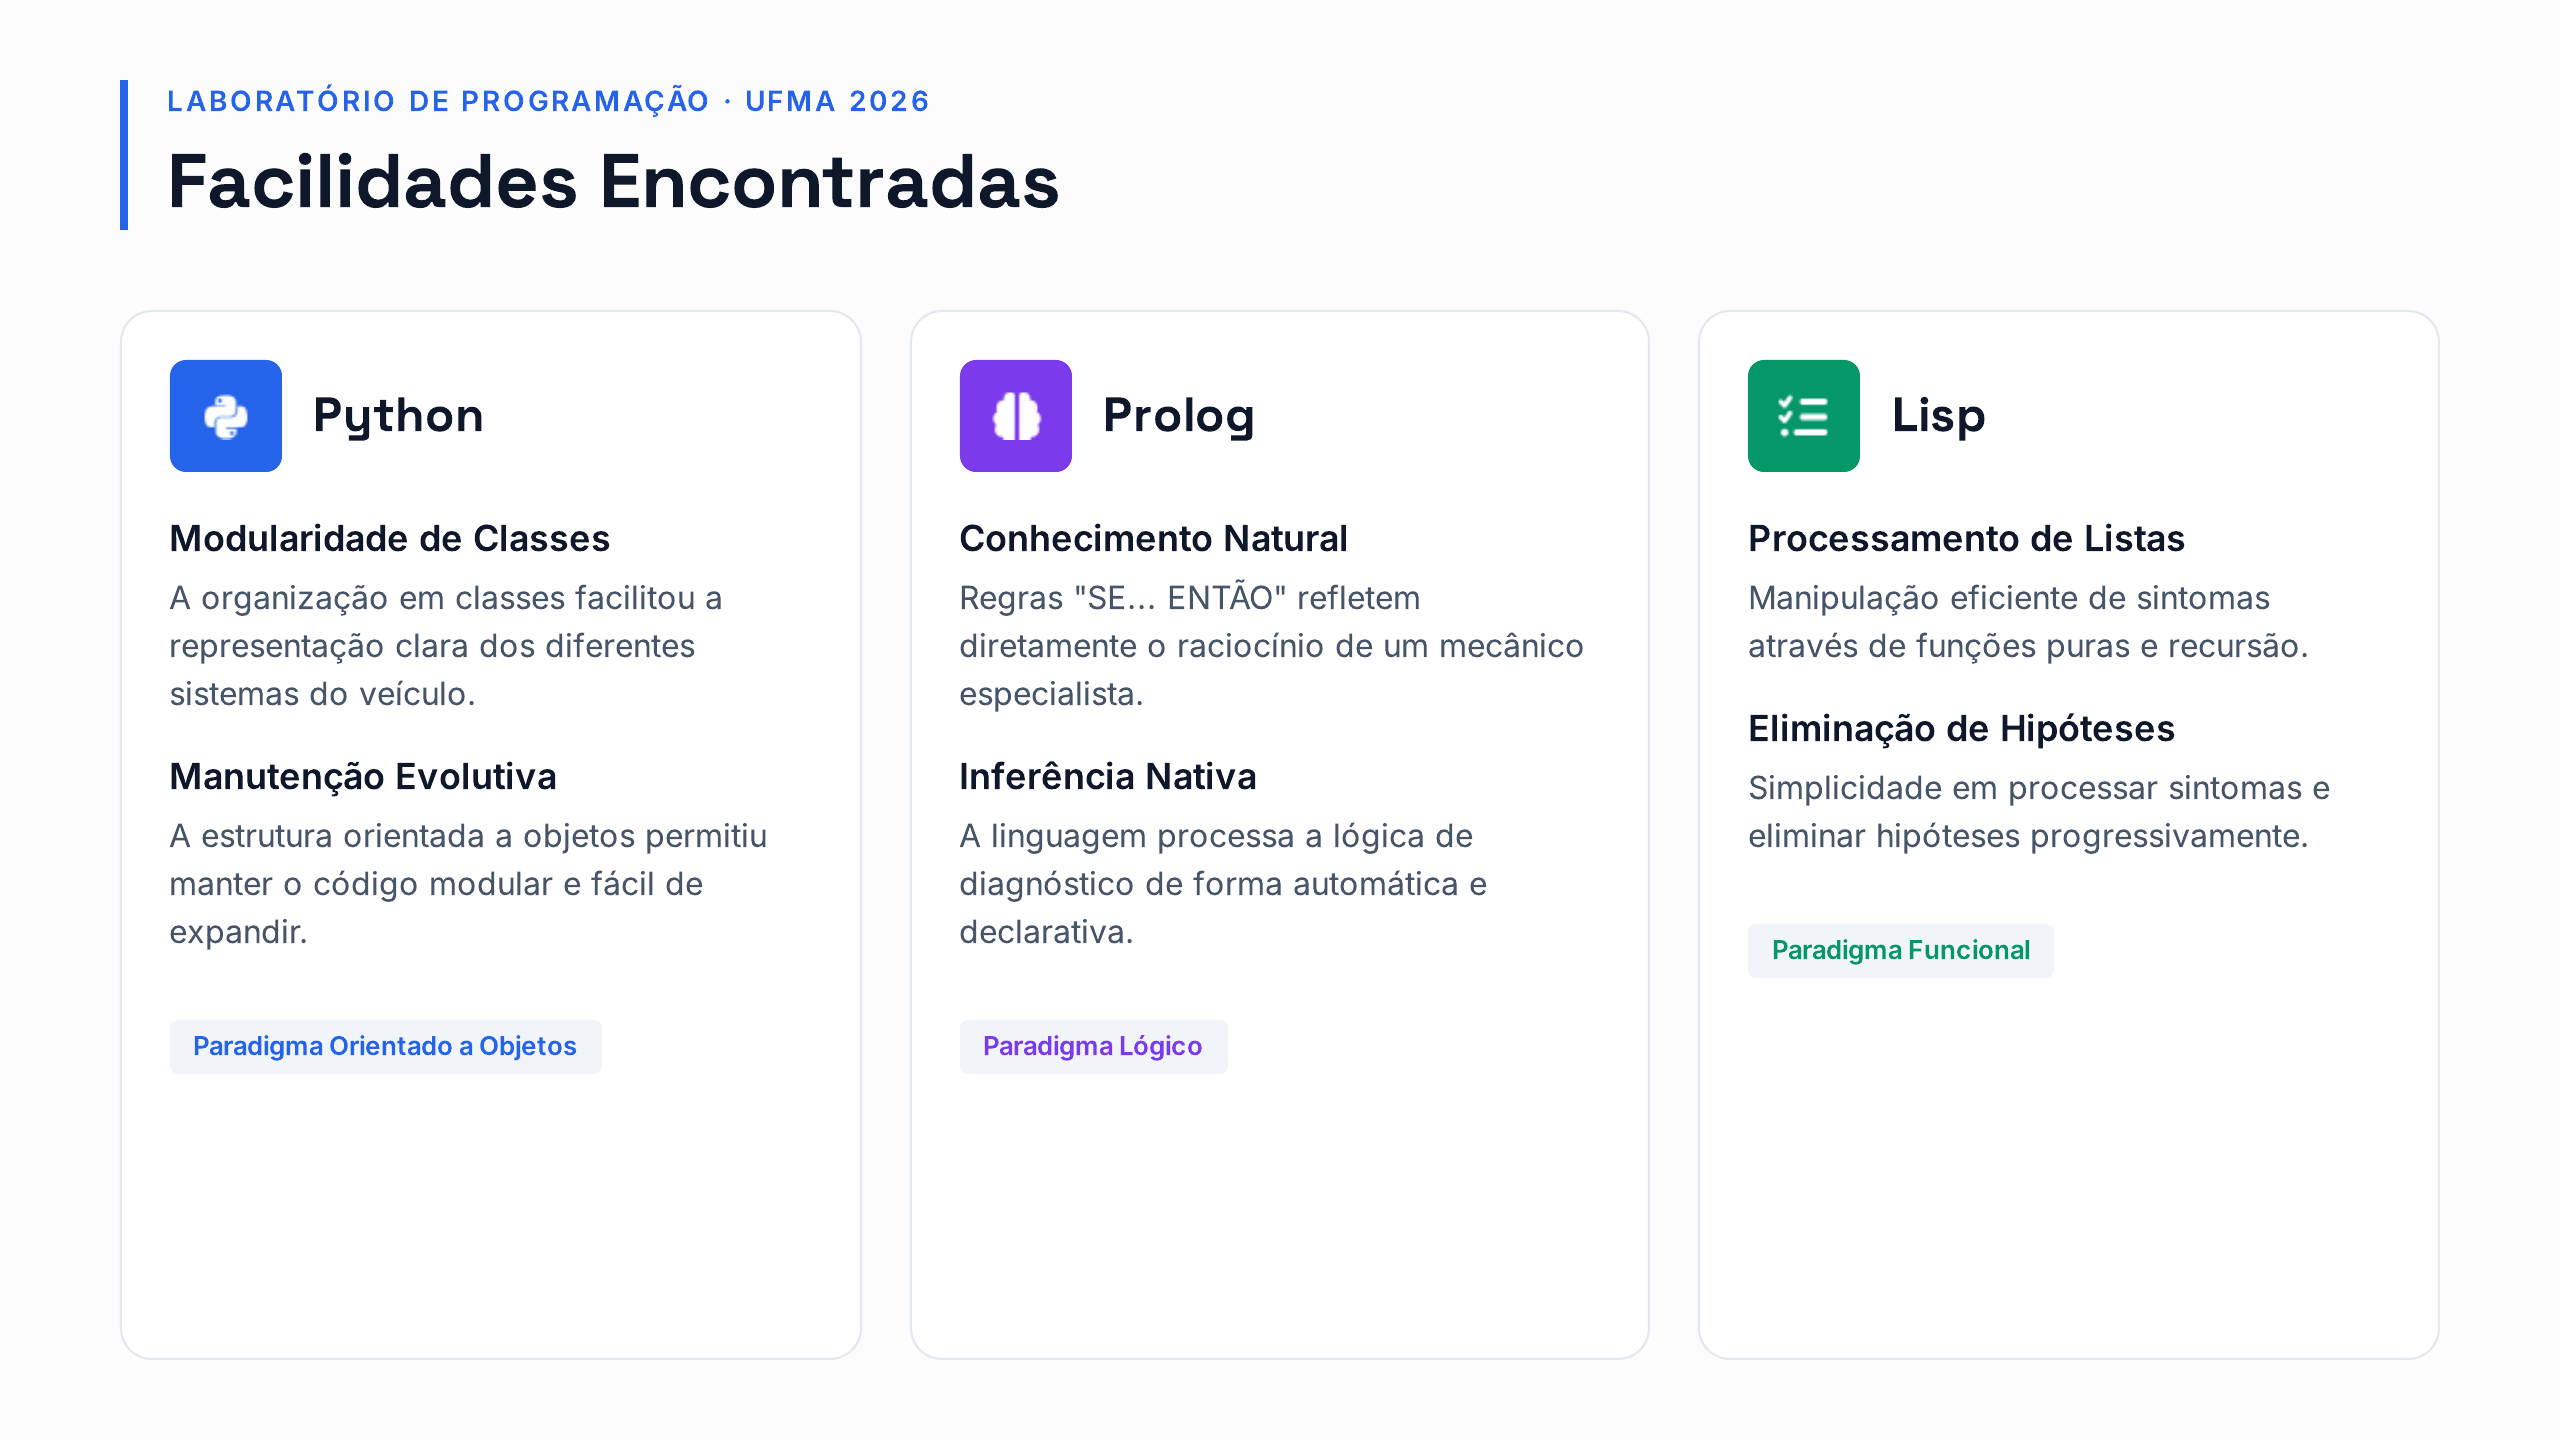 LABORATÓRIO DE PROGRAMAÇÃO · UFMA 2026
Facilidades Encontradas
Python
Modularidade de Classes
A organização em classes facilitou a
representação clara dos diferentes
sistemas do veículo.
Manutenção Evolutiva
A estrutura orientada a objetos permitiu
manter o código modular e fácil de
expandir.
Paradigma Orientado a Objetos
Prolog
Conhecimento Natural
Regras "SE... ENTÃO" refletem
diretamente o raciocínio de um mecânico
especialista.
Inferência Nativa
A linguagem processa a lógica de
diagnóstico de forma automática e
declarativa.
Paradigma Lógico
Lisp
Processamento de Listas
Manipulação eficiente de sintomas
através de funções puras e recursão.
Eliminação de Hipóteses
Simplicidade em processar sintomas e
eliminar hipóteses progressivamente.
Paradigma Funcional